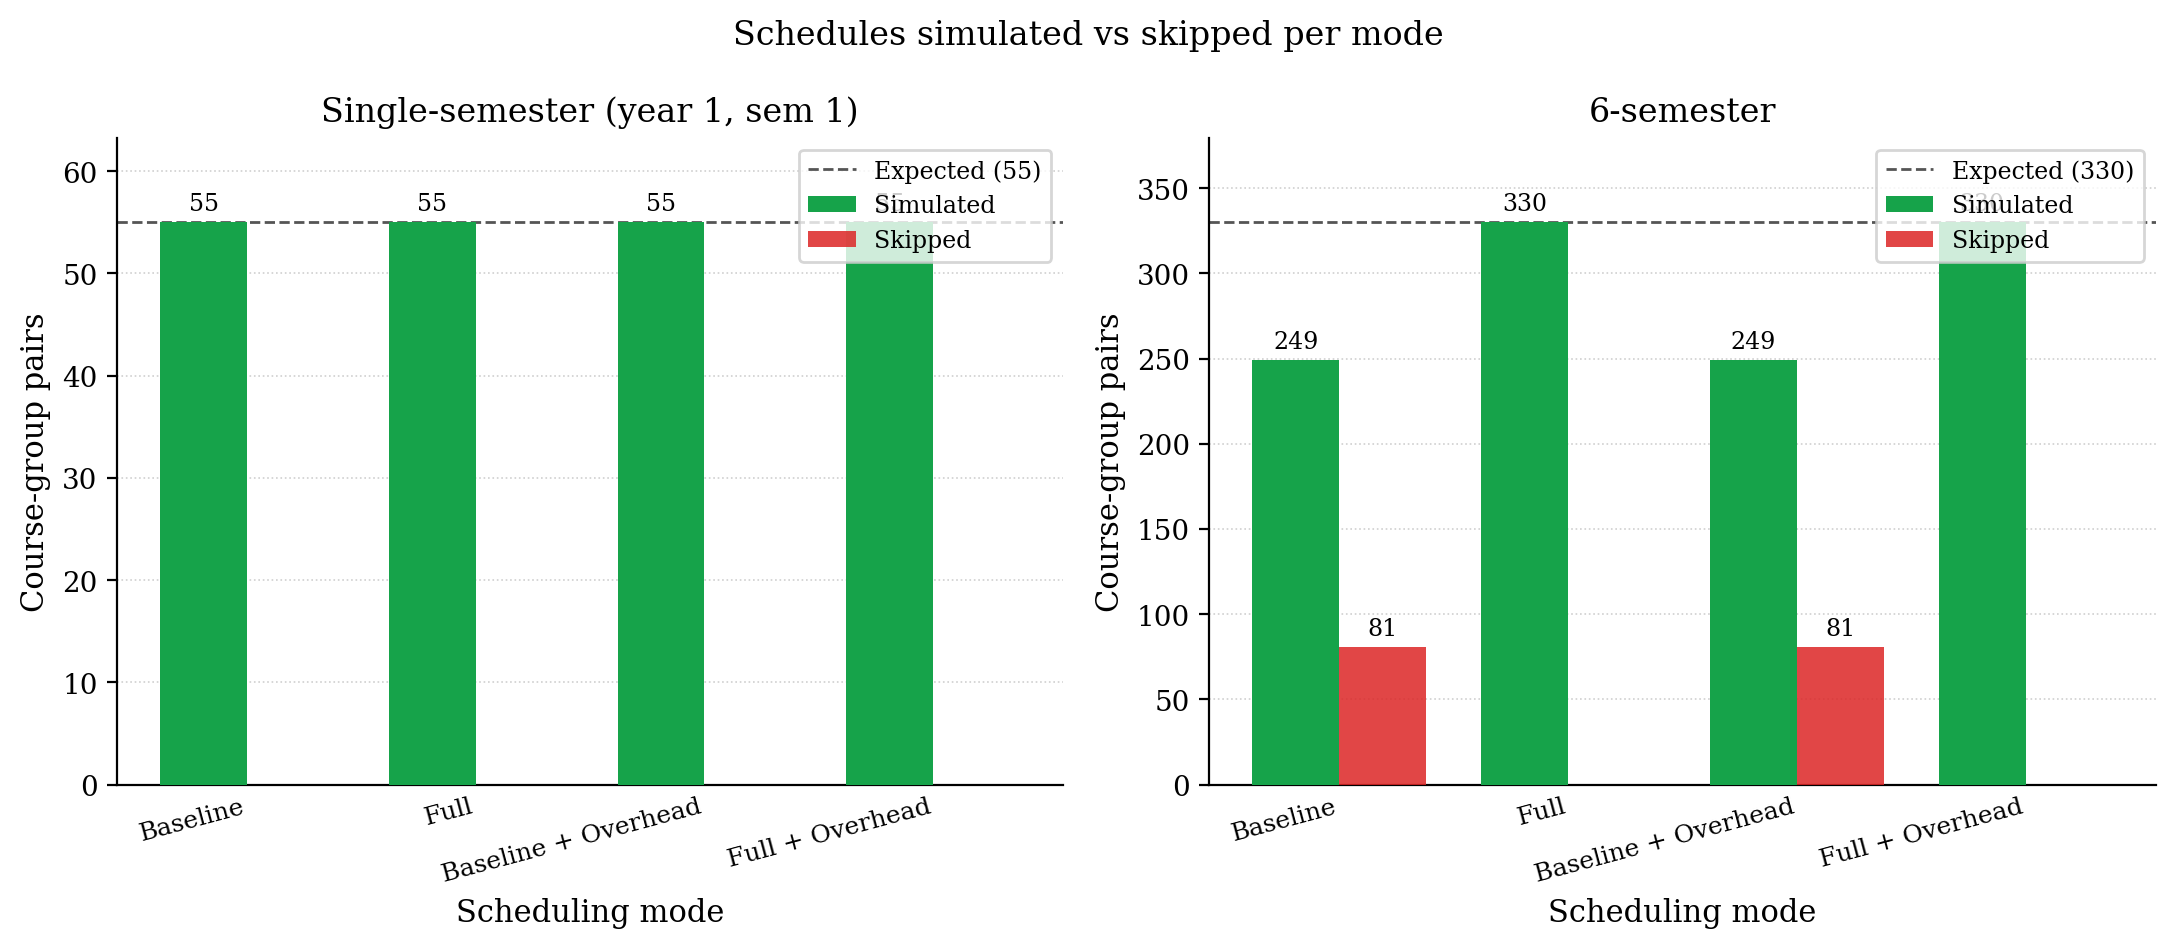 Schedules simulated vs skipped per mode
Single-semester (year 1, sem 1)
Course-group pairs
60
50
40
30
20
10
0
55
55
55
Expected (55)
Simulated
Skipped
Baseline
Full
Baseline + Overhead
Full + Overhead
Scheduling mode
6-semester
Course-group pairs
350
300
250
200
150
100
50
0
249
81
330
249
81
Expected (330)
Simulated
Skipped
Baseline
Full
Baseline + Overhead
Full + Overhead
Scheduling mode